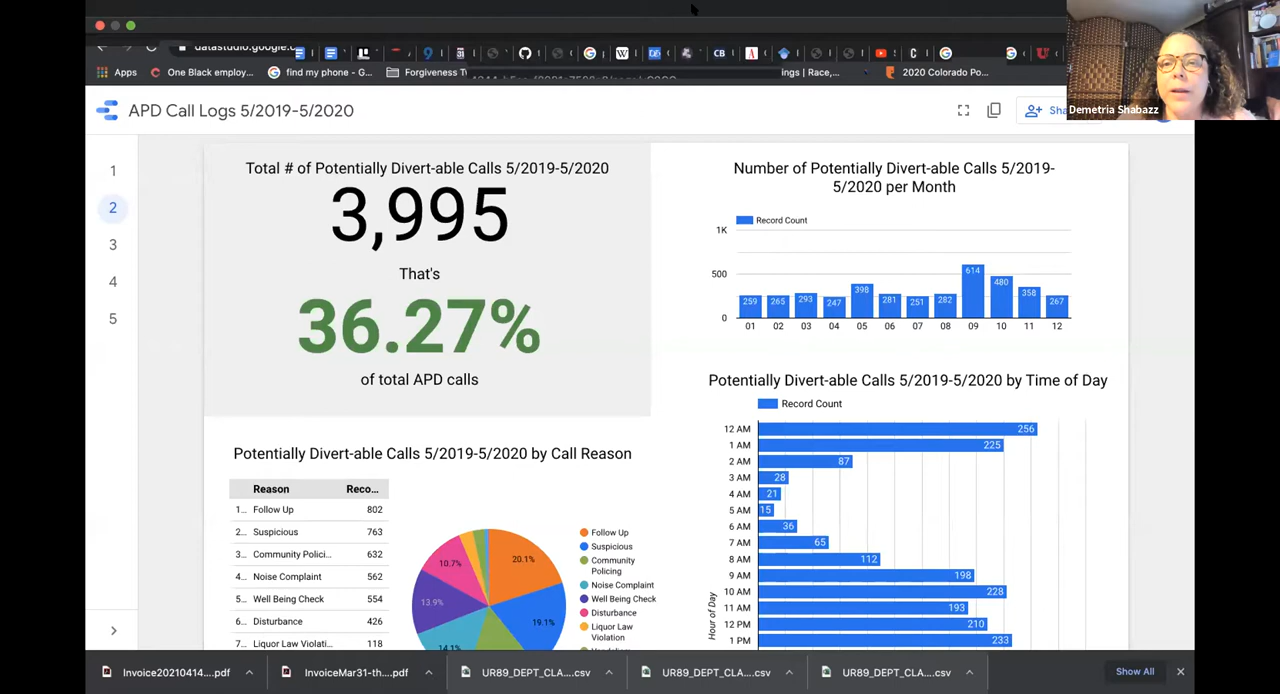 datastudio.google.c
CB
W
A
C
G
Apps
One Black employ...
find my phone - G...
Forgiveness T
ings | Race,...
2020 Colorado Po...
Demetria Shabazz
APD Call Logs 5/2019-5/2020
Sha
1
2
3
4
5
Total # of Potentially Divert-able Calls 5/2019-5/2020
3,995
That's
36.27%
of total APD calls
Number of Potentially Divert-able Calls 5/2019-
5/2020 per Month
Record Count
1K
500
0
259 265 293 247 398 281 251 282 614 480 358 267
01 02 03 04 05 06 07 08 09 10 11 12
Potentially Divert-able Calls 5/2019-5/2020 by Call Reason
Reason Reco...
1... Follow Up 802
2... Suspicious 763
3... Community Polici... 632
4... Noise Complaint 562
5... Well Being Check 554
6... Disturbance 426
7... Liquor Law Violati... 118
20.1%
19.1%
14.1%
13.9%
10.7%
Follow Up
Suspicious
Community
Policing
Noise Complaint
Well Being Check
Disturbance
Liquor Law
Violation
Potentially Divert-able Calls 5/2019-5/2020 by Time of Day
Record Count
Hour of Day
12 AM 256
1 AM 225
2 AM 87
3 AM 28
4 AM 21
5 AM 15
6 AM 36
7 AM 65
8 AM 112
9 AM 198
10 AM 228
11 AM 193
12 PM 210
1 PM 233
Invoice20210414....pdf
InvoiceMar31-th....pdf
UR89_DEPT_CLA....csv
UR89_DEPT_CLA....csv
UR89_DEPT_CLA....csv
Show All